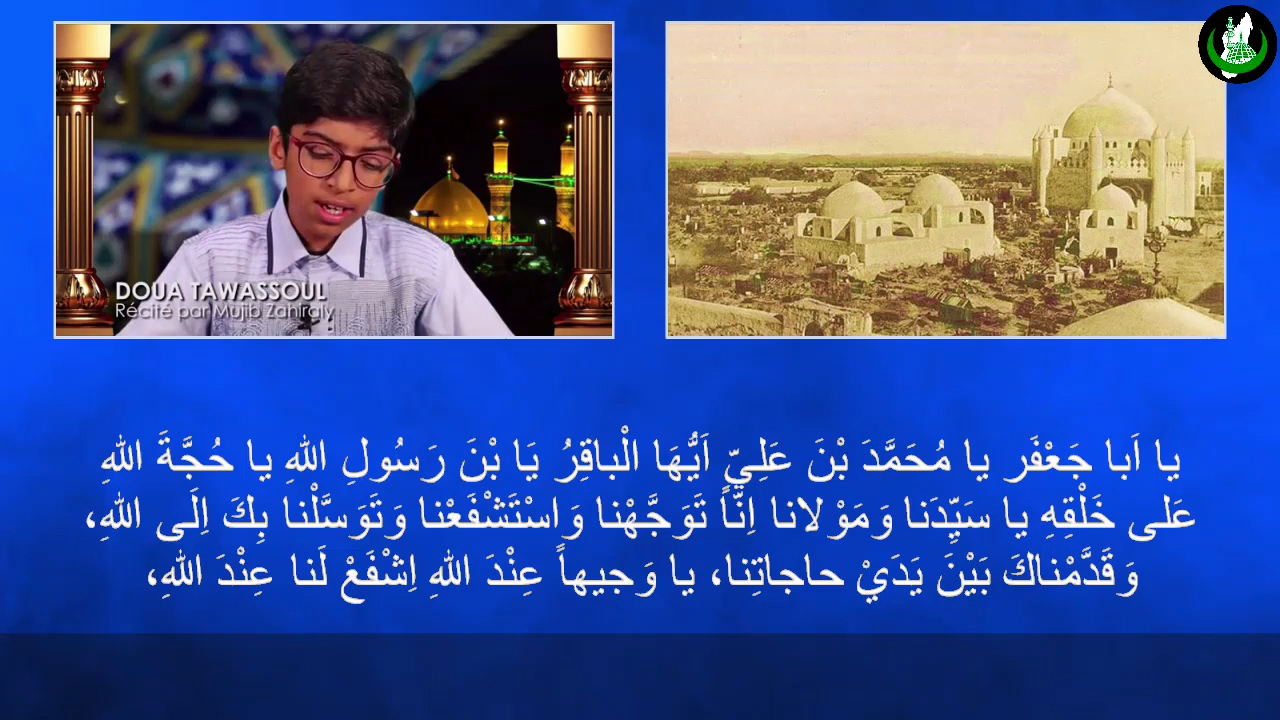 DOUA TAWASSOUL
Récité par Mujib Zahiraly
يا اَبا جَعْفَر يا مُحَمَّدَ بْنَ عَلِيّ اَيُّهَا الْباقِرُ يَا بْنَ رَسُولِ اللهِ يا حُجَّةَ اللهِ
عَلى خَلْقِهِ يا سَيِّدَنا وَمَوْلانا اِنّا تَوَجَّهْنا وَاسْتَشْفَعْنا وَتَوَسَّلْنا بِكَ اِلَى اللهِ،
وَقَدَّمْناكَ بَيْنَ يَدَيْ حاجاتِنا، يا وَجيهاً عِنْدَ اللهِ اِشْفَعْ لَنا عِنْدَ اللهِ،